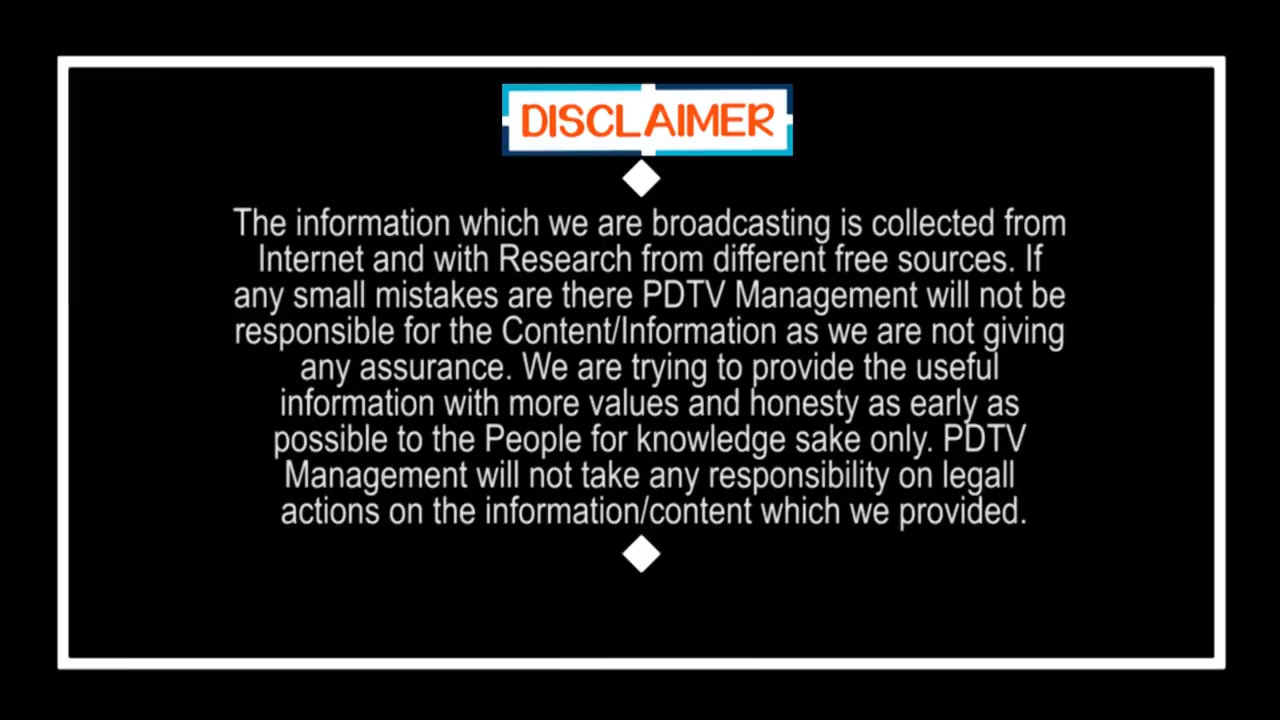 DISCLAIMER
The information which we are broadcasting is collected from
Internet and with Research from different free sources. If
any small mistakes are there PDTV Management will not be
responsible for the Content/Information as we are not giving
any assurance. We are trying to provide the useful
information with more values and honesty as early as
possible to the People for knowledge sake only. PDTV
Management will not take any responsibility on legall
actions on the information/content which we provided.